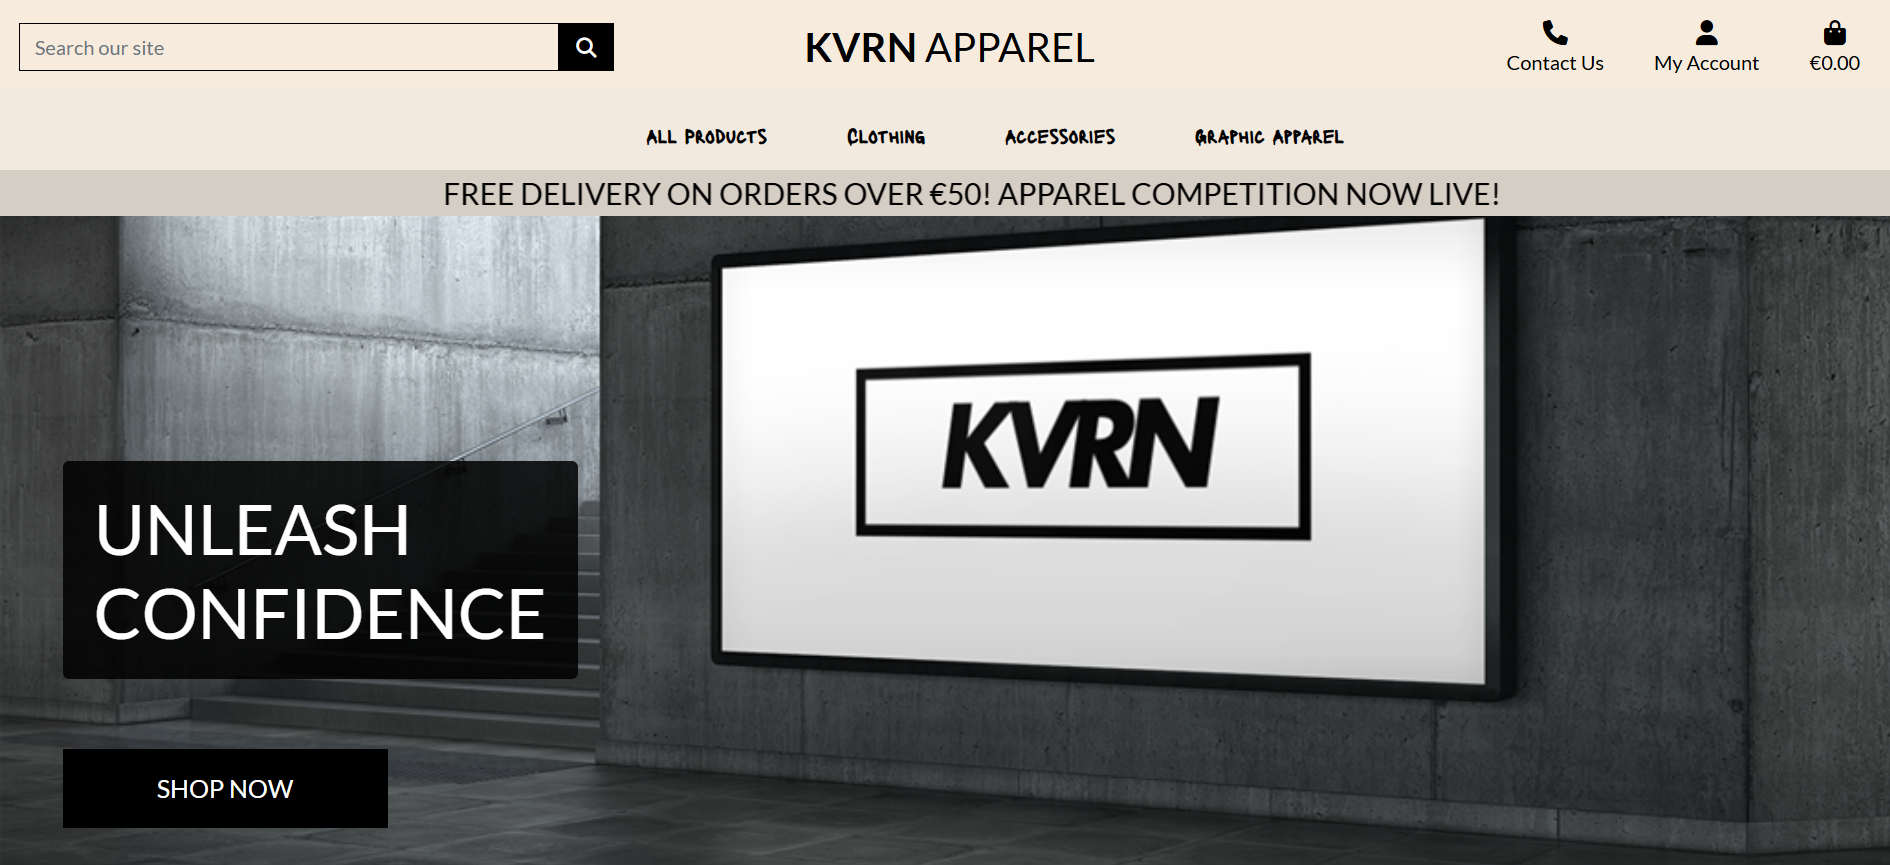 Search our site
KVRN APPAREL
Contact Us
My Account
€0.00
ALL PRODUCTS
CLOTHING
ACCESSORIES
GRAPHIC APPAREL
FREE DELIVERY ON ORDERS OVER €50! APPAREL COMPETITION NOW LIVE!
KVRN
UNLEASH
CONFIDENCE
SHOP NOW